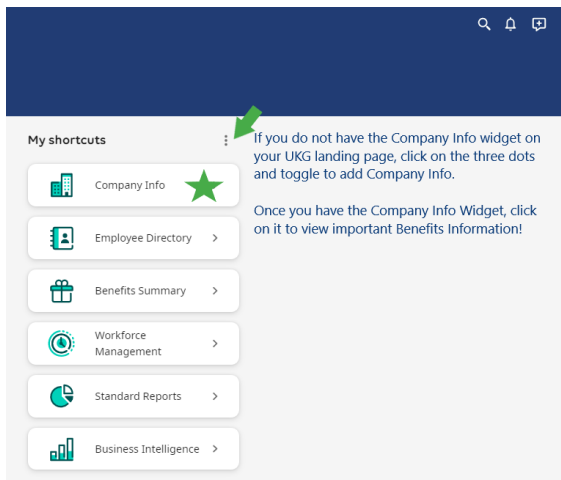 My shortcuts
If you do not have the Company Info widget on
your UKG landing page, click on the three dots
and toggle to add Company Info.
Once you have the Company Info Widget, click
on it to view important Benefits Information!
Company Info
Employee Directory
Benefits Summary
Workforce
Management
Standard Reports
Business Intelligence